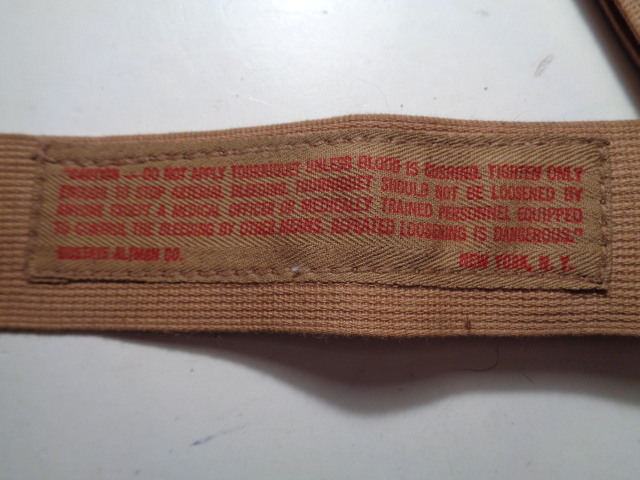 "CAUTION — DO NOT APPLY TOURNIQUET UNLESS BLOOD IS GUSHING. TIGHTEN ONLY
ENOUGH TO STOP ARTERIAL BLEEDING. TOURNIQUET SHOULD NOT BE LOOSENED BY
ANYONE EXCEPT A MEDICAL OFFICER OR MEDICALLY TRAINED PERSONNEL EQUIPPED
TO CONTROL THE BLEEDING BY OTHER MEANS. REPEATED LOOSENING IS DANGEROUS."
ALTMAN CO. NEW YORK, N. Y.